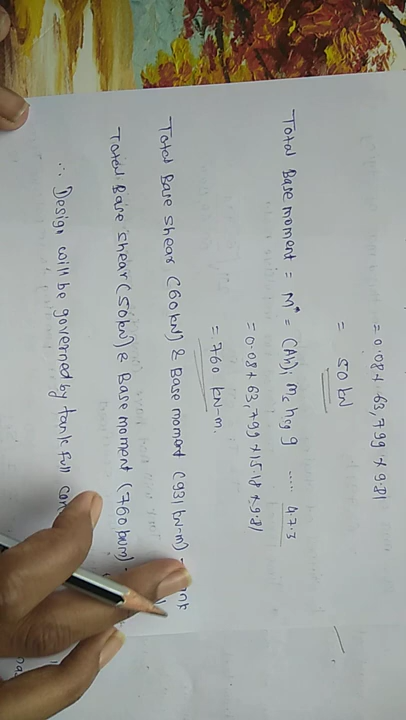 = 0.08 x 63,799 x 9.81
= 50 kN
Total Base moment = M* = (Ah)i ms hcg g ..... 4.7.3
= 0.08 x 63,799 x 15.18 x 9.81
= 760 kN-m.
Total Base shear (60 kN) & Base moment (931 kN-m) -
Total Base shear (50 kN) & Base moment (760 kNm) -
∴ Design will be governed by tank full